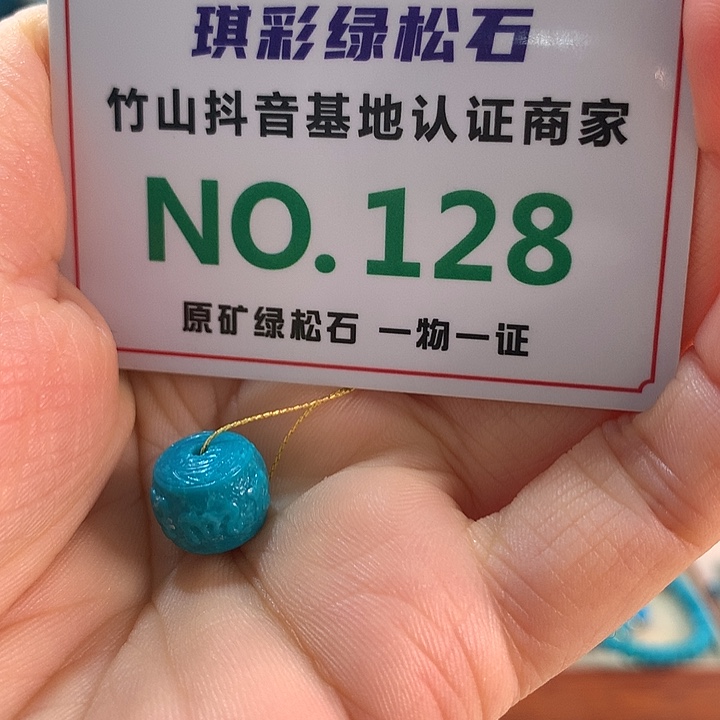 琪彩绿松石
竹山抖音基地认证商家
NO.128
原矿绿松石 一物一证